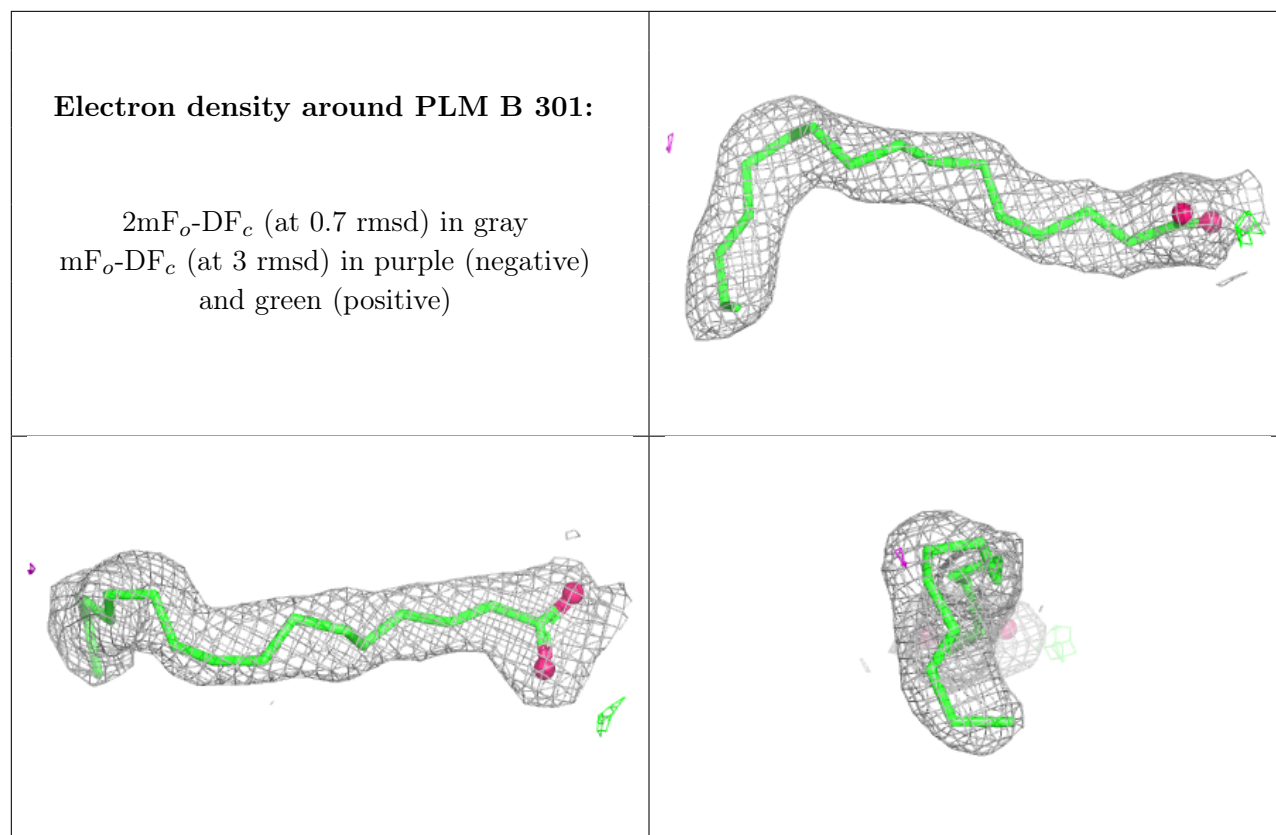 Electron density around PLM B 301:
2mFo-DFc (at 0.7 rmsd) in gray
mFo-DFc (at 3 rmsd) in purple (negative)
and green (positive)